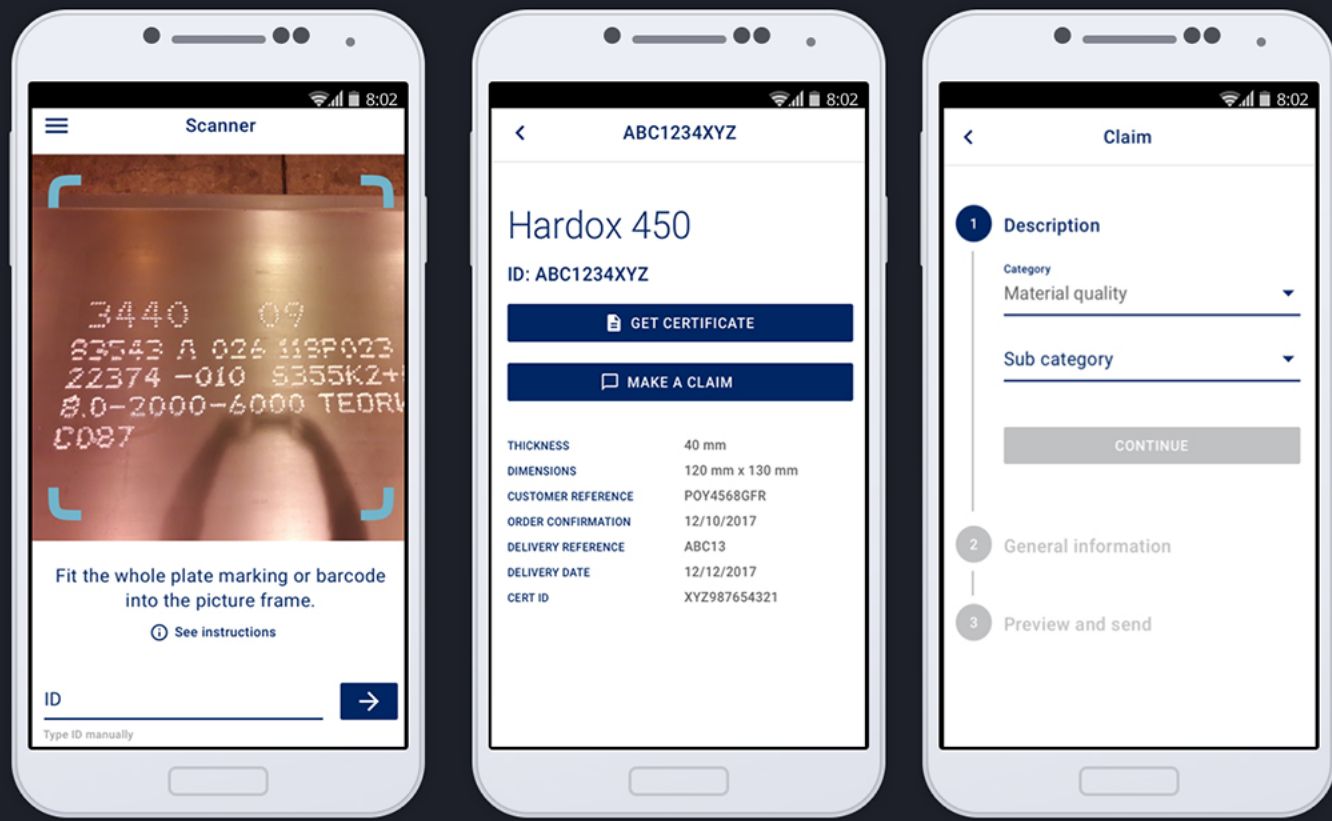 8:02
Scanner
3440 09
83543 A 026 118P023
22374 -010 S355K2+
8.0-2000-6000
C087
Fit the whole plate marking or barcode
into the picture frame.
See instructions
ID
Type ID manually
8:02
ABC1234XYZ
Hardox 450
ID: ABC1234XYZ
GET CERTIFICATE
MAKE A CLAIM
THICKNESS 40 mm
DIMENSIONS 120 mm x 130 mm
CUSTOMER REFERENCE POY4568GFR
ORDER CONFIRMATION 12/10/2017
DELIVERY REFERENCE ABC13
DELIVERY DATE 12/12/2017
CERT ID XYZ987654321
8:02
Claim
1 Description
Category
Material quality
Sub category
CONTINUE
2 General information
3 Preview and send